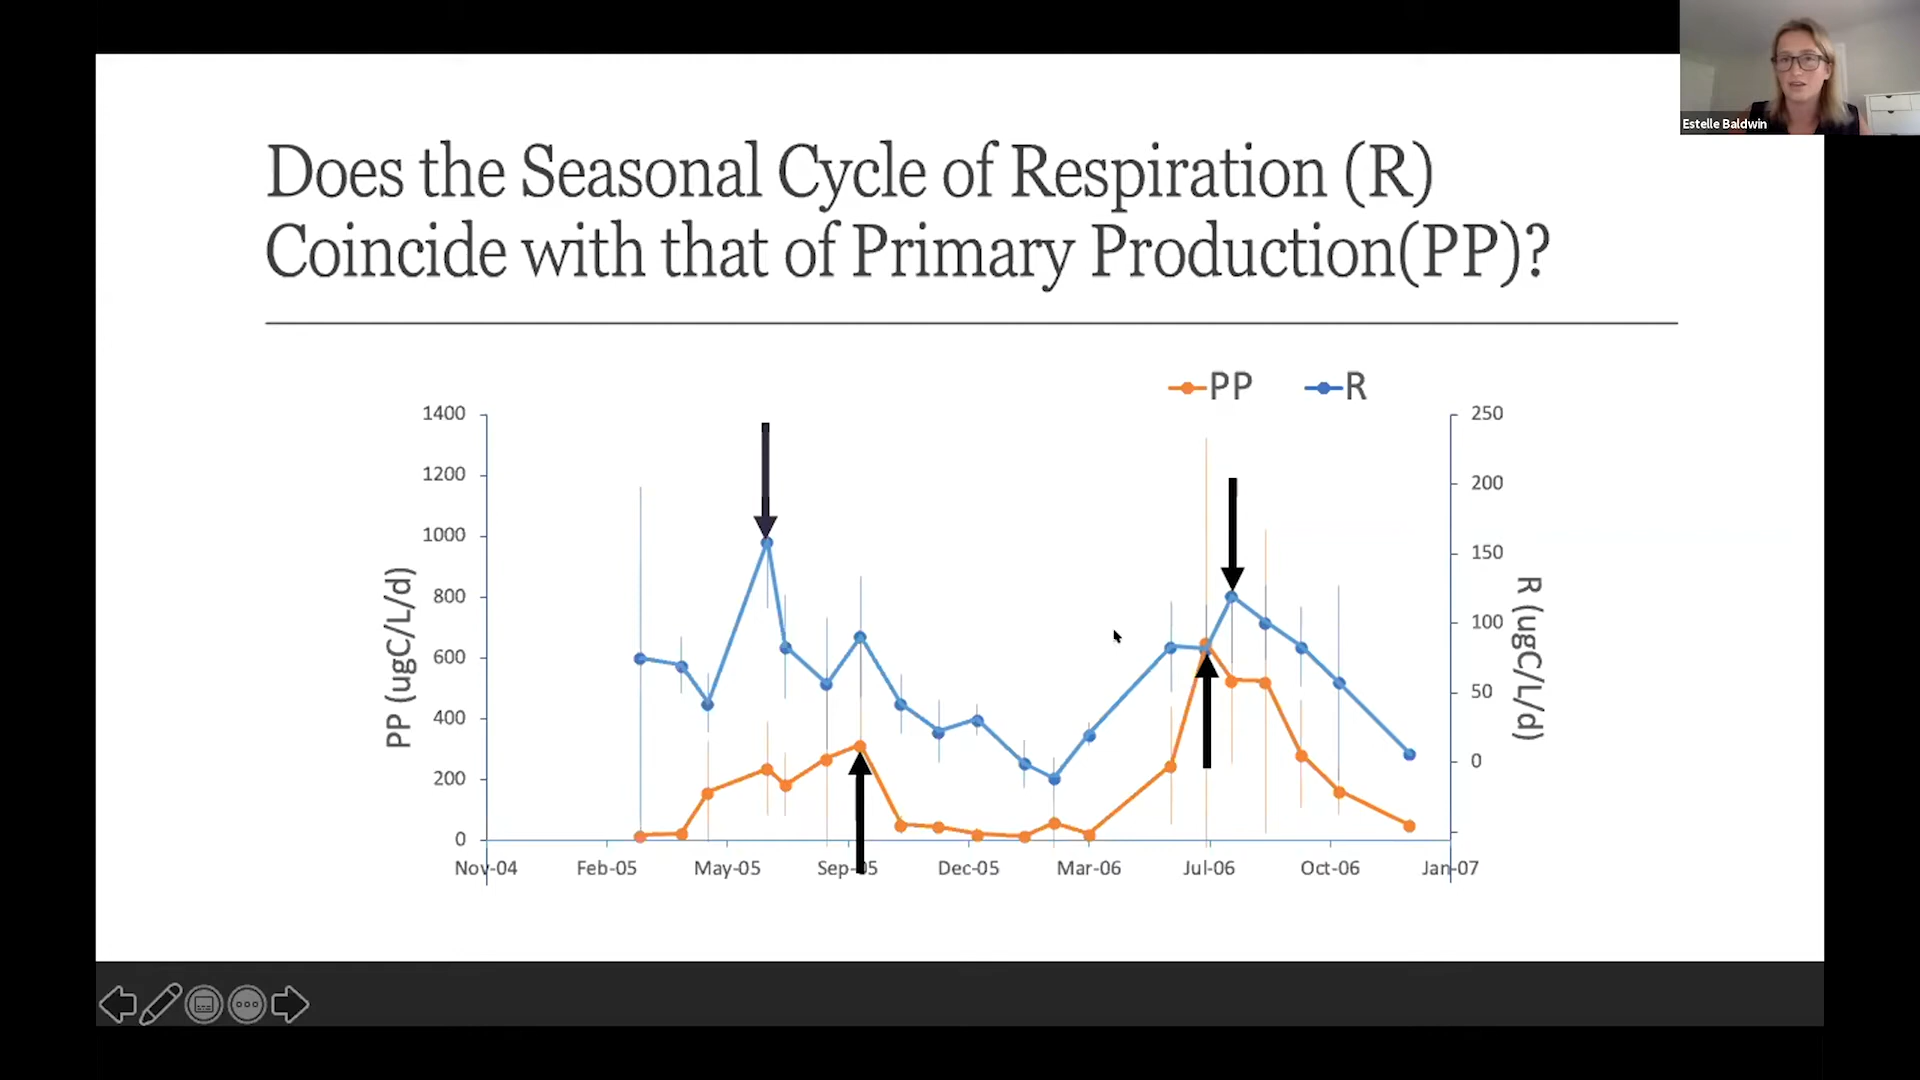 Estelle Baldwin
Does the Seasonal Cycle of Respiration (R)
Coincide with that of Primary Production(PP)?
PP
R
1400
1200
1000
800
600
400
200
0
PP (ugC/L/d)
250
200
150
100
50
0
R (ugC/L/d)
Nov-04
Feb-05
May-05
Sep-05
Dec-05
Mar-06
Jul-06
Oct-06
Jan-07